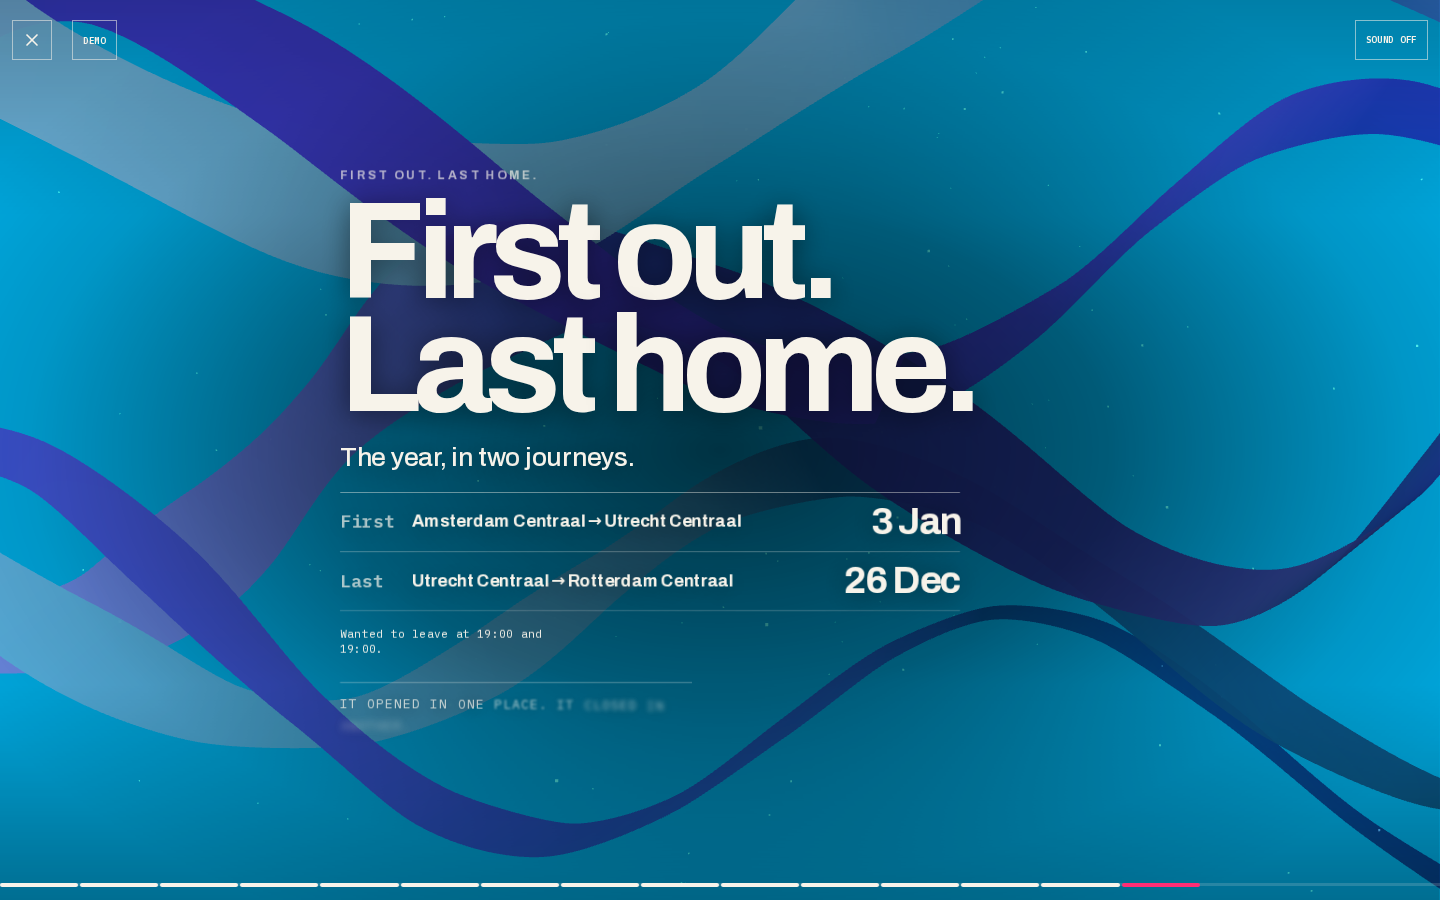 DEMO
SOUND OFF
FIRST OUT. LAST HOME.
First out.
Last home.
The year, in two journeys.
First Amsterdam Centraal → Utrecht Centraal 3 Jan
Last Utrecht Centraal → Rotterdam Centraal 26 Dec
Wanted to leave at 19:00 and
19:00.
IT OPENED IN ONE PLACE. IT CLOSED IN